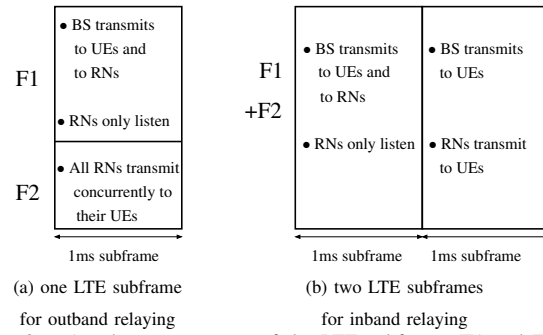 F1
• BS transmits
to UEs and
to RNs
• RNs only listen
F2
• All RNs transmit
concurrently to
their UEs
1ms subframe
(a) one LTE subframe
for outband relaying
F1
+F2
• BS transmits
to UEs and
to RNs
• RNs only listen
• BS transmits
to UEs
• RNs transmit
to UEs
1ms subframe
1ms subframe
(b) two LTE subframes
for inband relaying